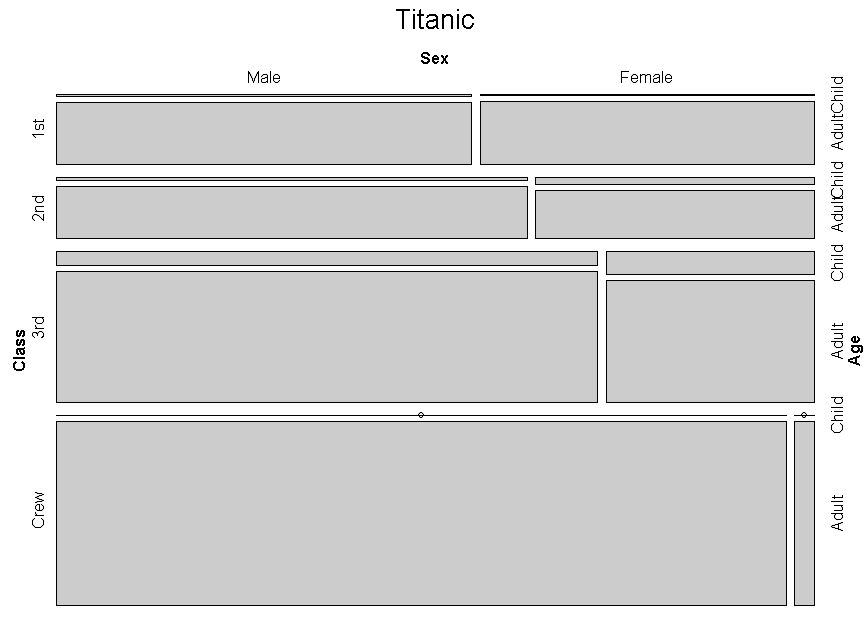 Titanic
Sex
Male Female
Class
1st
2nd
3rd
Crew
Child
Adult
Child
Adult
Child
Adult
Child
Adult
Age